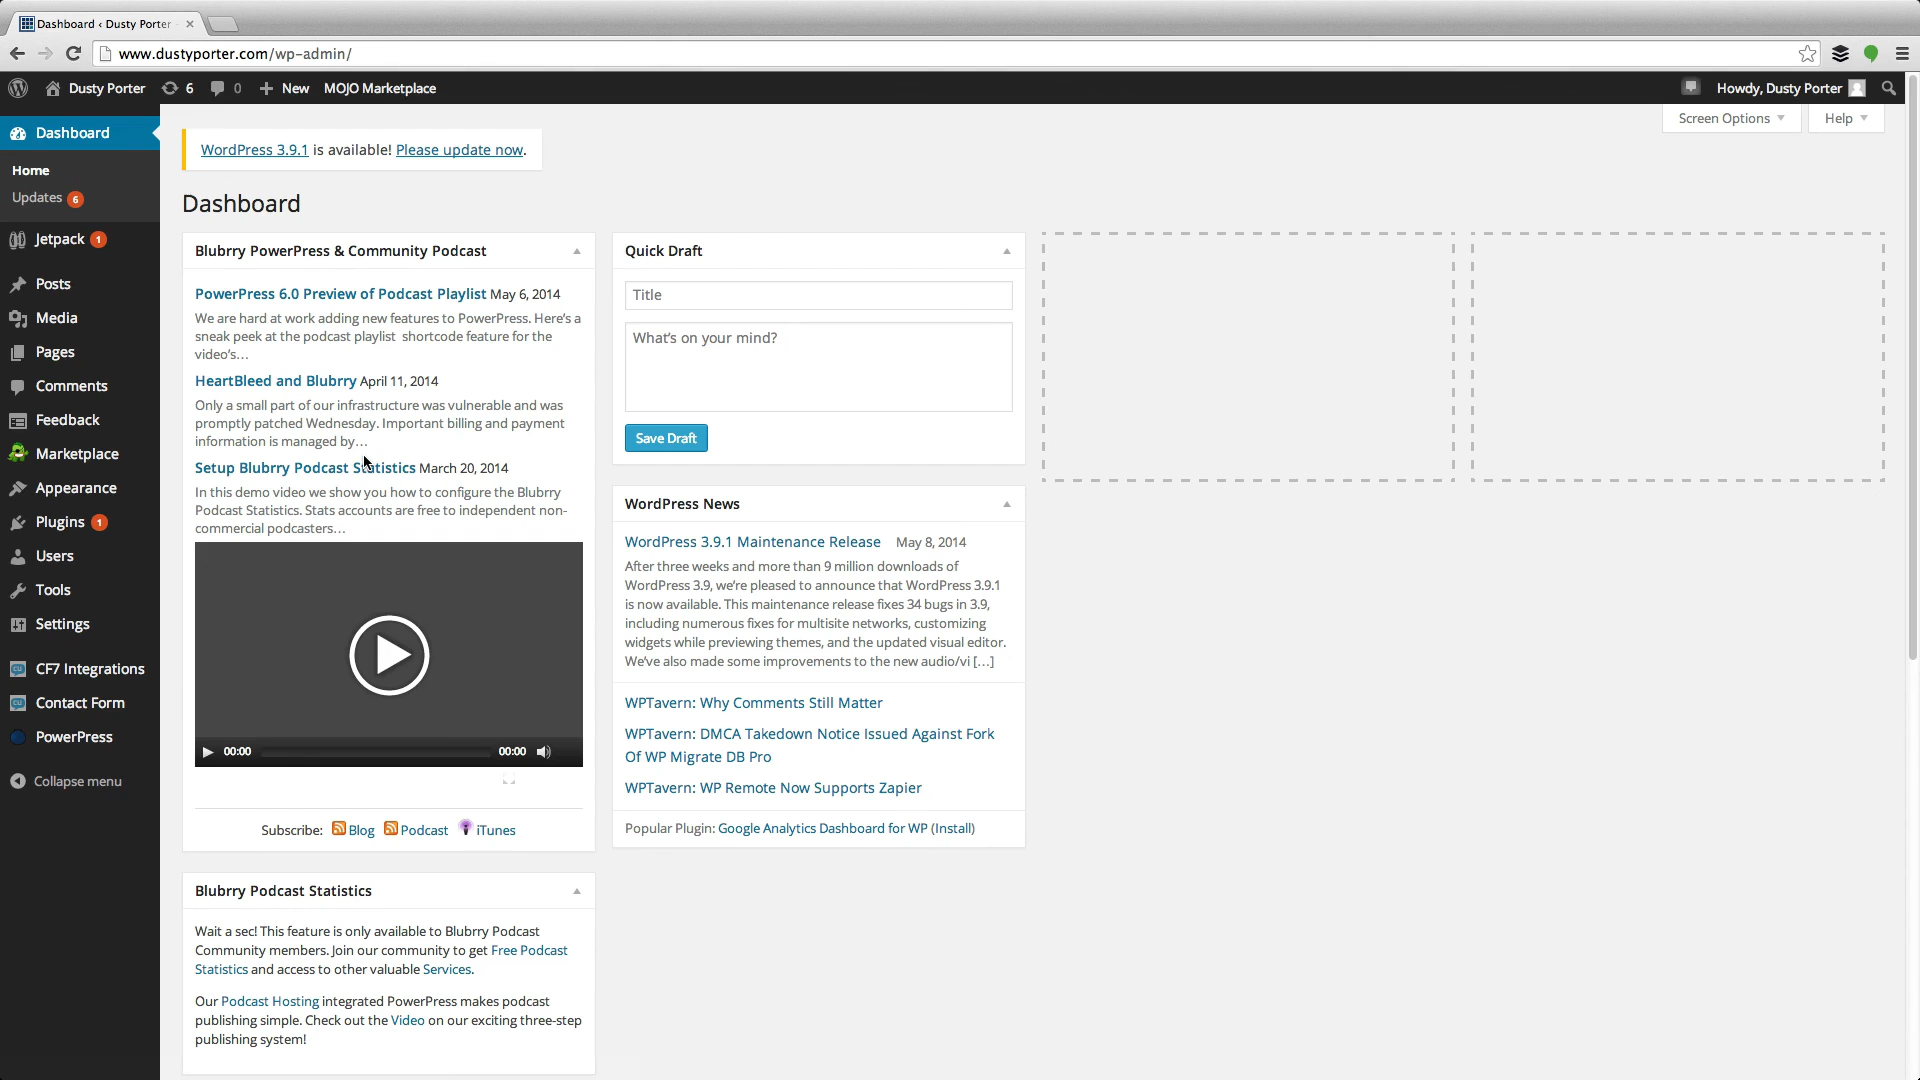 Dashboard ‹ Dusty Porter
www.dustyporter.com/wp-admin/
Dusty Porter 6 0 New MOJO Marketplace Howdy, Dusty Porter
Screen Options Help
Dashboard
Home
Updates 6
Jetpack 1
Posts
Media
Pages
Comments
Feedback
Marketplace
Appearance
Plugins 1
Users
Tools
Settings
CF7 Integrations
Contact Form
PowerPress
Collapse menu
WordPress 3.9.1 is available! Please update now.
Dashboard
Blubrry PowerPress & Community Podcast
PowerPress 6.0 Preview of Podcast Playlist May 6, 2014
We are hard at work adding new features to PowerPress. Here's a
sneak peek at the podcast playlist shortcode feature for the
video's…
HeartBleed and Blubrry April 11, 2014
Only a small part of our infrastructure was vulnerable and was
promptly patched Wednesday. Important billing and payment
information is managed by…
Setup Blubrry Podcast Statistics March 20, 2014
In this demo video we show you how to configure the Blubrry
Podcast Statistics. Stats accounts are free to independent non-
commercial podcasters…
00:00 00:00
Subscribe: Blog Podcast iTunes
Blubrry Podcast Statistics
Wait a sec! This feature is only available to Blubrry Podcast
Community members. Join our community to get Free Podcast
Statistics and access to other valuable Services.
Our Podcast Hosting integrated PowerPress makes podcast
publishing simple. Check out the Video on our exciting three-step
publishing system!
Quick Draft
Title
What's on your mind?
Save Draft
WordPress News
WordPress 3.9.1 Maintenance Release May 8, 2014
After three weeks and more than 9 million downloads of
WordPress 3.9, we're pleased to announce that WordPress 3.9.1
is now available. This maintenance release fixes 34 bugs in 3.9,
including numerous fixes for multisite networks, customizing
widgets while previewing themes, and the updated visual editor.
We've also made some improvements to the new audio/vi […]
WPTavern: Why Comments Still Matter
WPTavern: DMCA Takedown Notice Issued Against Fork
Of WP Migrate DB Pro
WPTavern: WP Remote Now Supports Zapier
Popular Plugin: Google Analytics Dashboard for WP (Install)